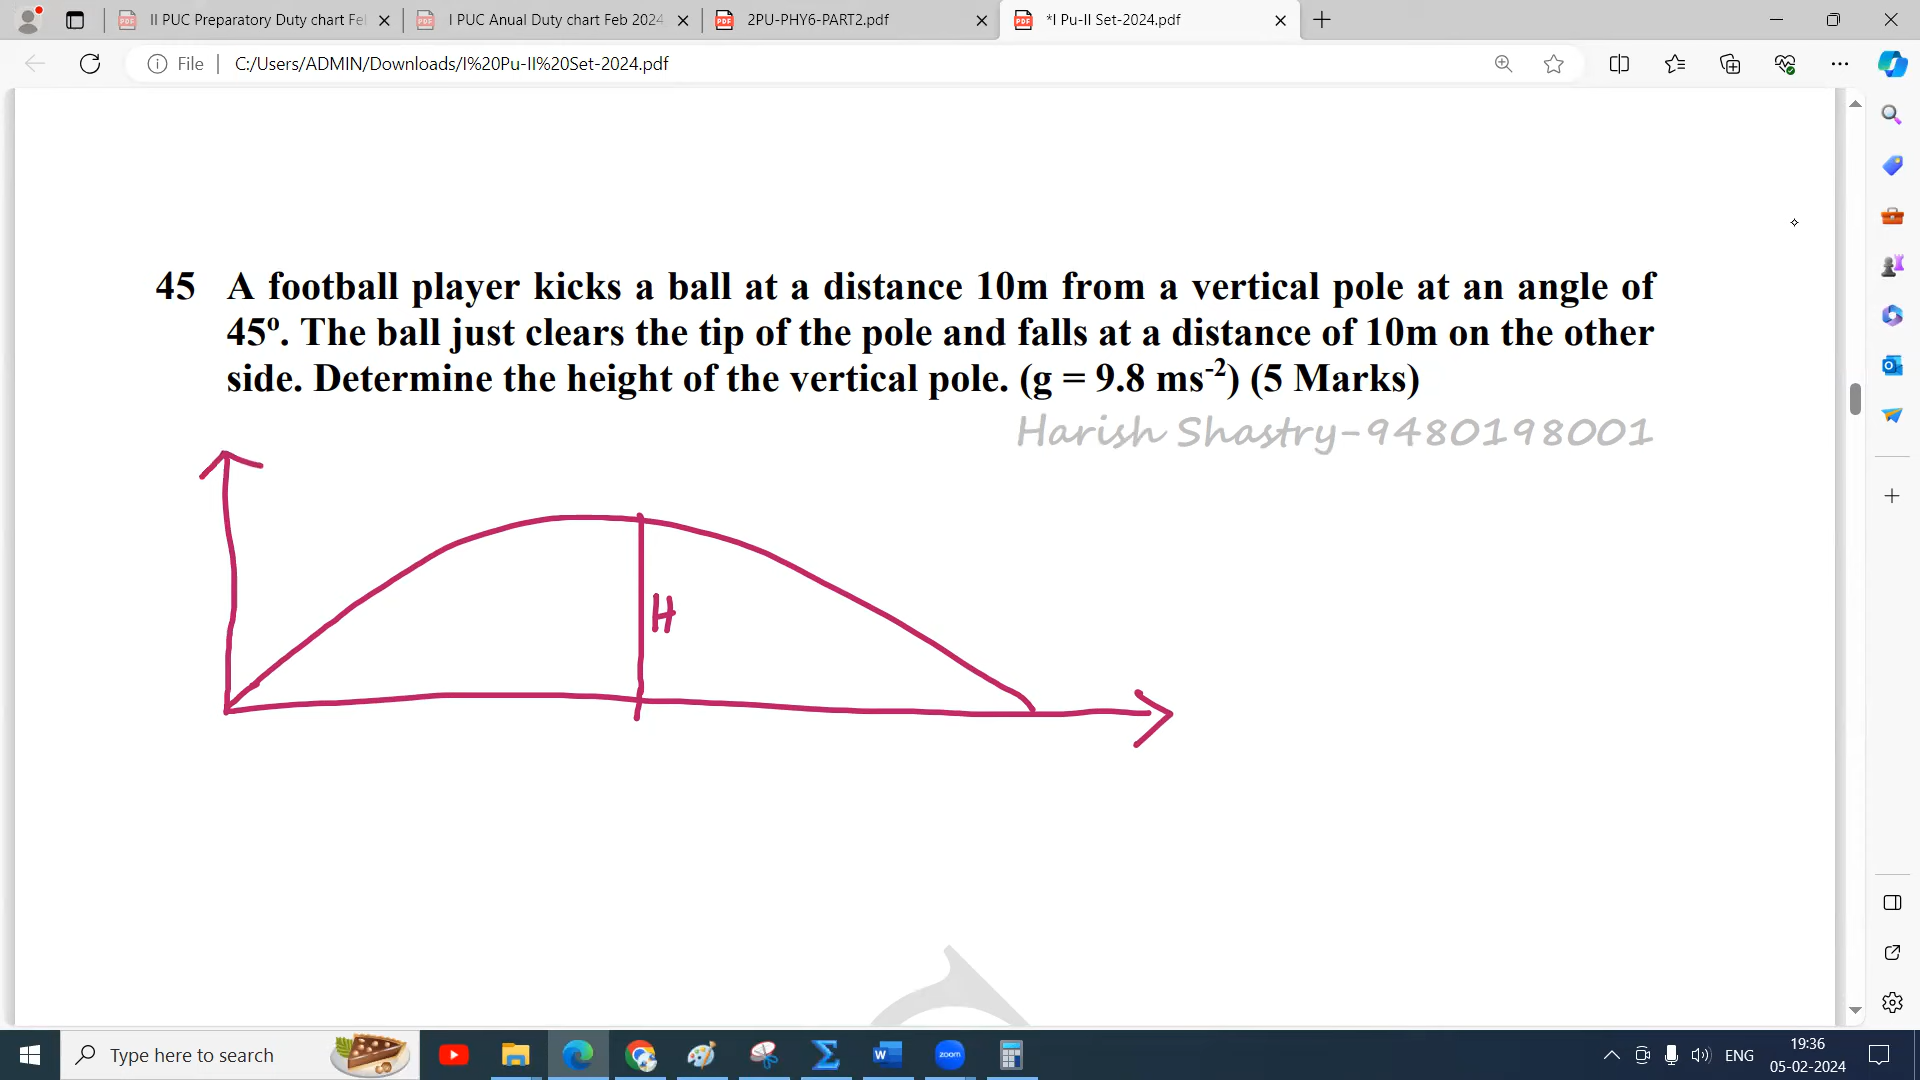 II PUC Preparatory Duty chart Fe
I PUC Anual Duty chart Feb 2024
2PU-PHY6-PART2.pdf
*I Pu-II Set-2024.pdf
File
C:/Users/ADMIN/Downloads/I%20Pu-II%20Set-2024.pdf
45 A football player kicks a ball at a distance 10m from a vertical pole at an angle of
45º. The ball just clears the tip of the pole and falls at a distance of 10m on the other
side. Determine the height of the vertical pole. (g = 9.8 ms⁻²) (5 Marks)
Harish Shastry-9480198001
H
Type here to search
zoom
ENG
19:36
05-02-2024